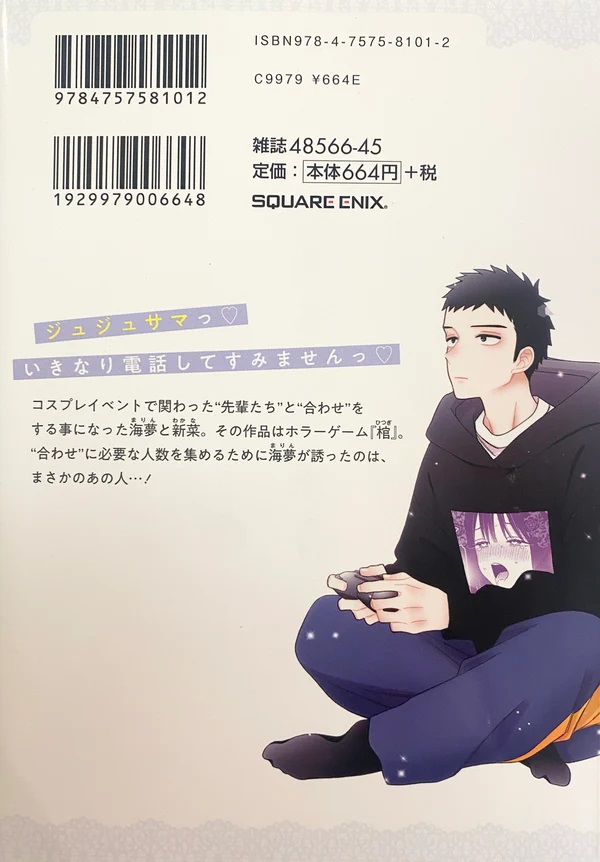 ISBN978-4-7575-8101-2
9784757581012
C9979 ¥664E
1929979006648
雑誌 48566-45
定価：本体664円＋税
SQUARE ENIX.
ジュジュサマっ♡
いきなり電話してすみませんっ♡
コスプレイベントで関わった“先輩たち”と“合わせ”を
する事になった海夢と新菜。その作品はホラーゲーム『棺』。
“合わせ”に必要な人数を集めるために海夢が誘ったのは、
まさかのあの人…!